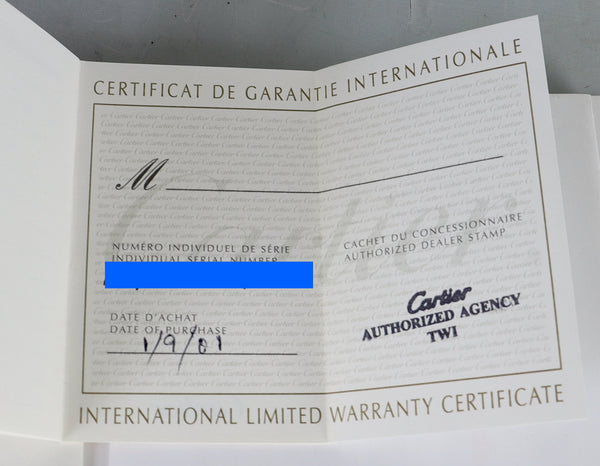 CERTIFICAT DE GARANTIE INTERNATIONALE
M
Cartier
NUMÉRO INDIVIDUEL DE SÉRIE
INDIVIDUAL SERIAL NUMBER
CACHET DU CONCESSIONNAIRE
AUTHORIZED DEALER STAMP
DATE D'ACHAT
DATE OF PURCHASE
1/9/01
Cartier
AUTHORIZED AGENCY
TWI
INTERNATIONAL LIMITED WARRANTY CERTIFICATE